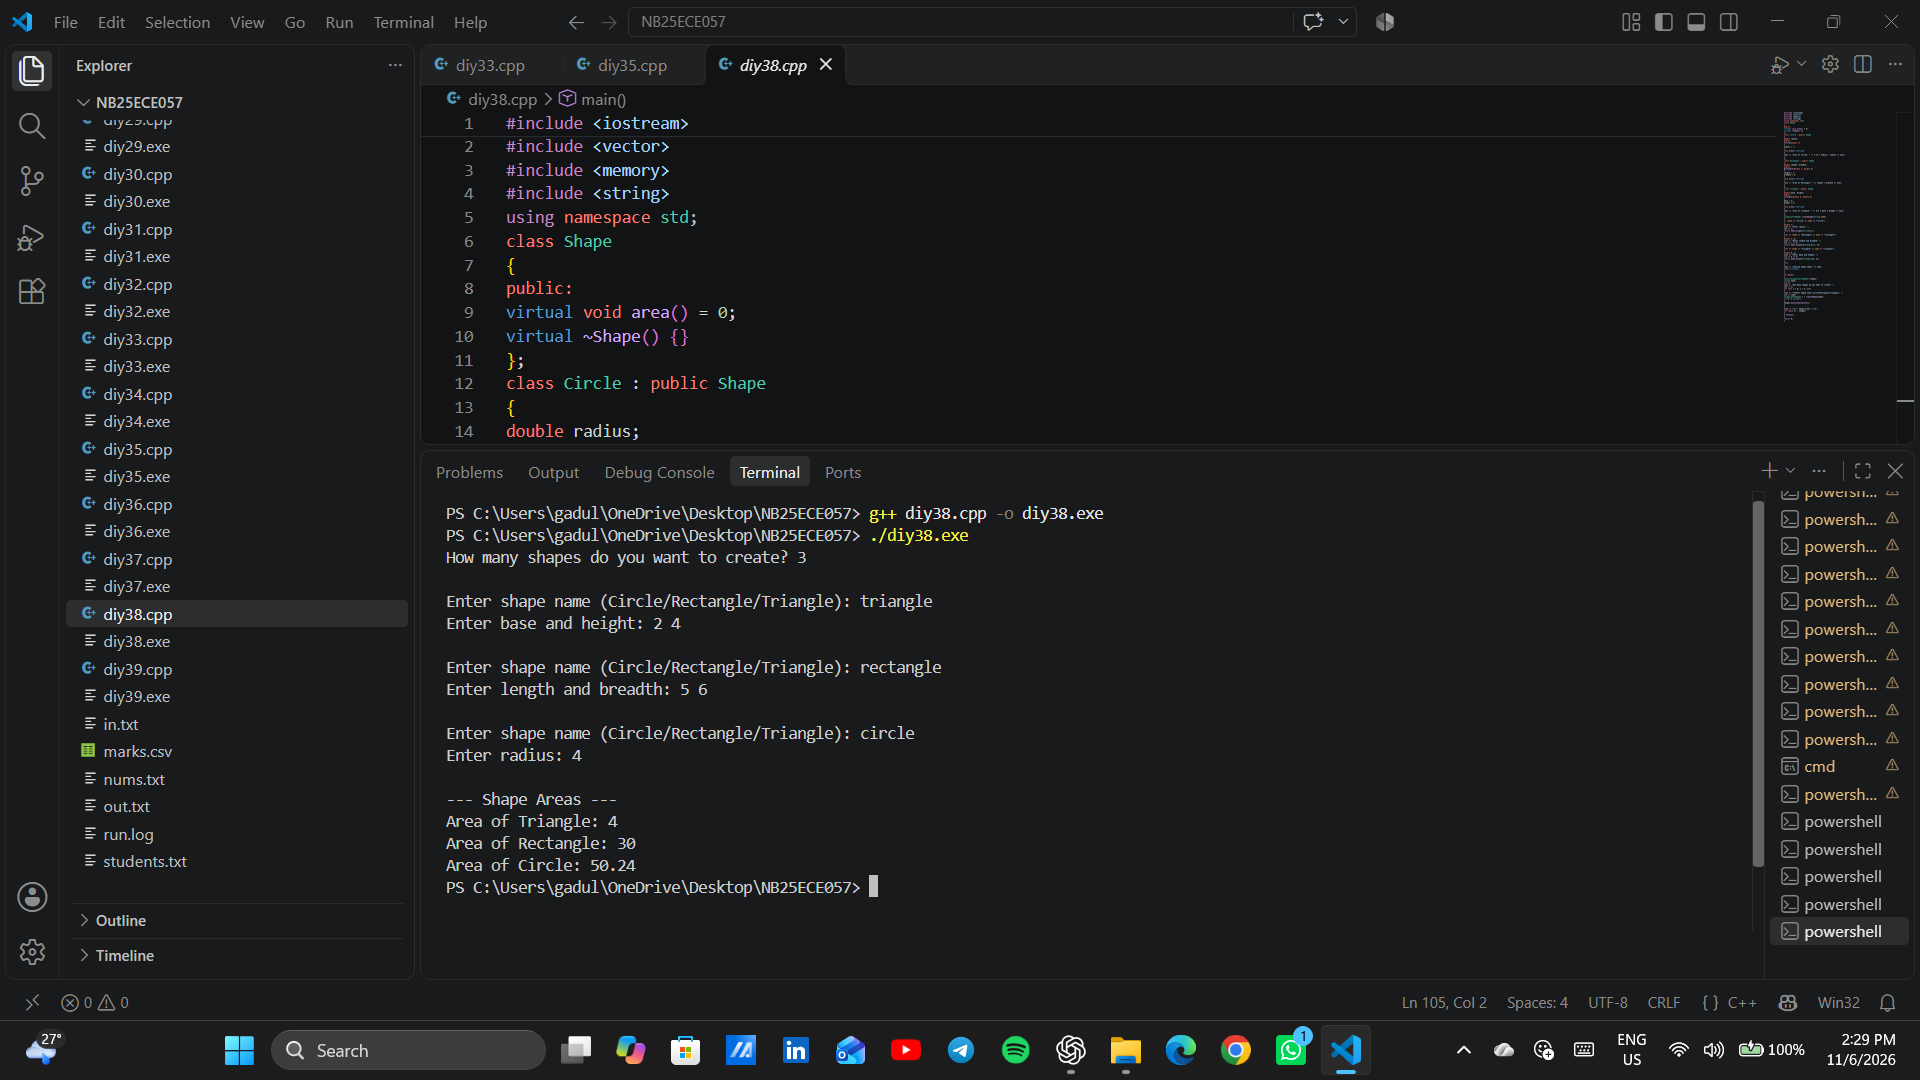 File Edit Selection View Go Run Terminal Help
NB25ECE057
Explorer
NB25ECE057
diy29.cpp
diy29.exe
diy30.cpp
diy30.exe
diy31.cpp
diy31.exe
diy32.cpp
diy32.exe
diy33.cpp
diy33.exe
diy34.cpp
diy34.exe
diy35.cpp
diy35.exe
diy36.cpp
diy36.exe
diy37.cpp
diy37.exe
diy38.cpp
diy38.exe
diy39.cpp
diy39.exe
in.txt
marks.csv
nums.txt
out.txt
run.log
students.txt
Outline
Timeline
diy33.cpp diy35.cpp diy38.cpp
diy38.cpp > main()
1 #include <iostream>
2 #include <vector>
3 #include <memory>
4 #include <string>
5 using namespace std;
6 class Shape
7 {
8 public:
9 virtual void area() = 0;
10 virtual ~Shape() {}
11 };
12 class Circle : public Shape
13 {
14 double radius;
Problems Output Debug Console Terminal Ports
PS C:\Users\gadul\OneDrive\Desktop\NB25ECE057> g++ diy38.cpp -o diy38.exe
PS C:\Users\gadul\OneDrive\Desktop\NB25ECE057> ./diy38.exe
How many shapes do you want to create? 3
Enter shape name (Circle/Rectangle/Triangle): triangle
Enter base and height: 2 4
Enter shape name (Circle/Rectangle/Triangle): rectangle
Enter length and breadth: 5 6
Enter shape name (Circle/Rectangle/Triangle): circle
Enter radius: 4
--- Shape Areas ---
Area of Triangle: 4
Area of Rectangle: 30
Area of Circle: 50.24
PS C:\Users\gadul\OneDrive\Desktop\NB25ECE057>
powersh...
powersh...
powersh...
powersh...
powersh...
powersh...
powersh...
powersh...
powersh...
powersh...
cmd
powersh...
powershell
powershell
powershell
powershell
powershell
0 0
Ln 105, Col 2 Spaces: 4 UTF-8 CRLF { } C++ Win32
27°
Search
1
ENG
US
100%
2:29 PM
11/6/2026